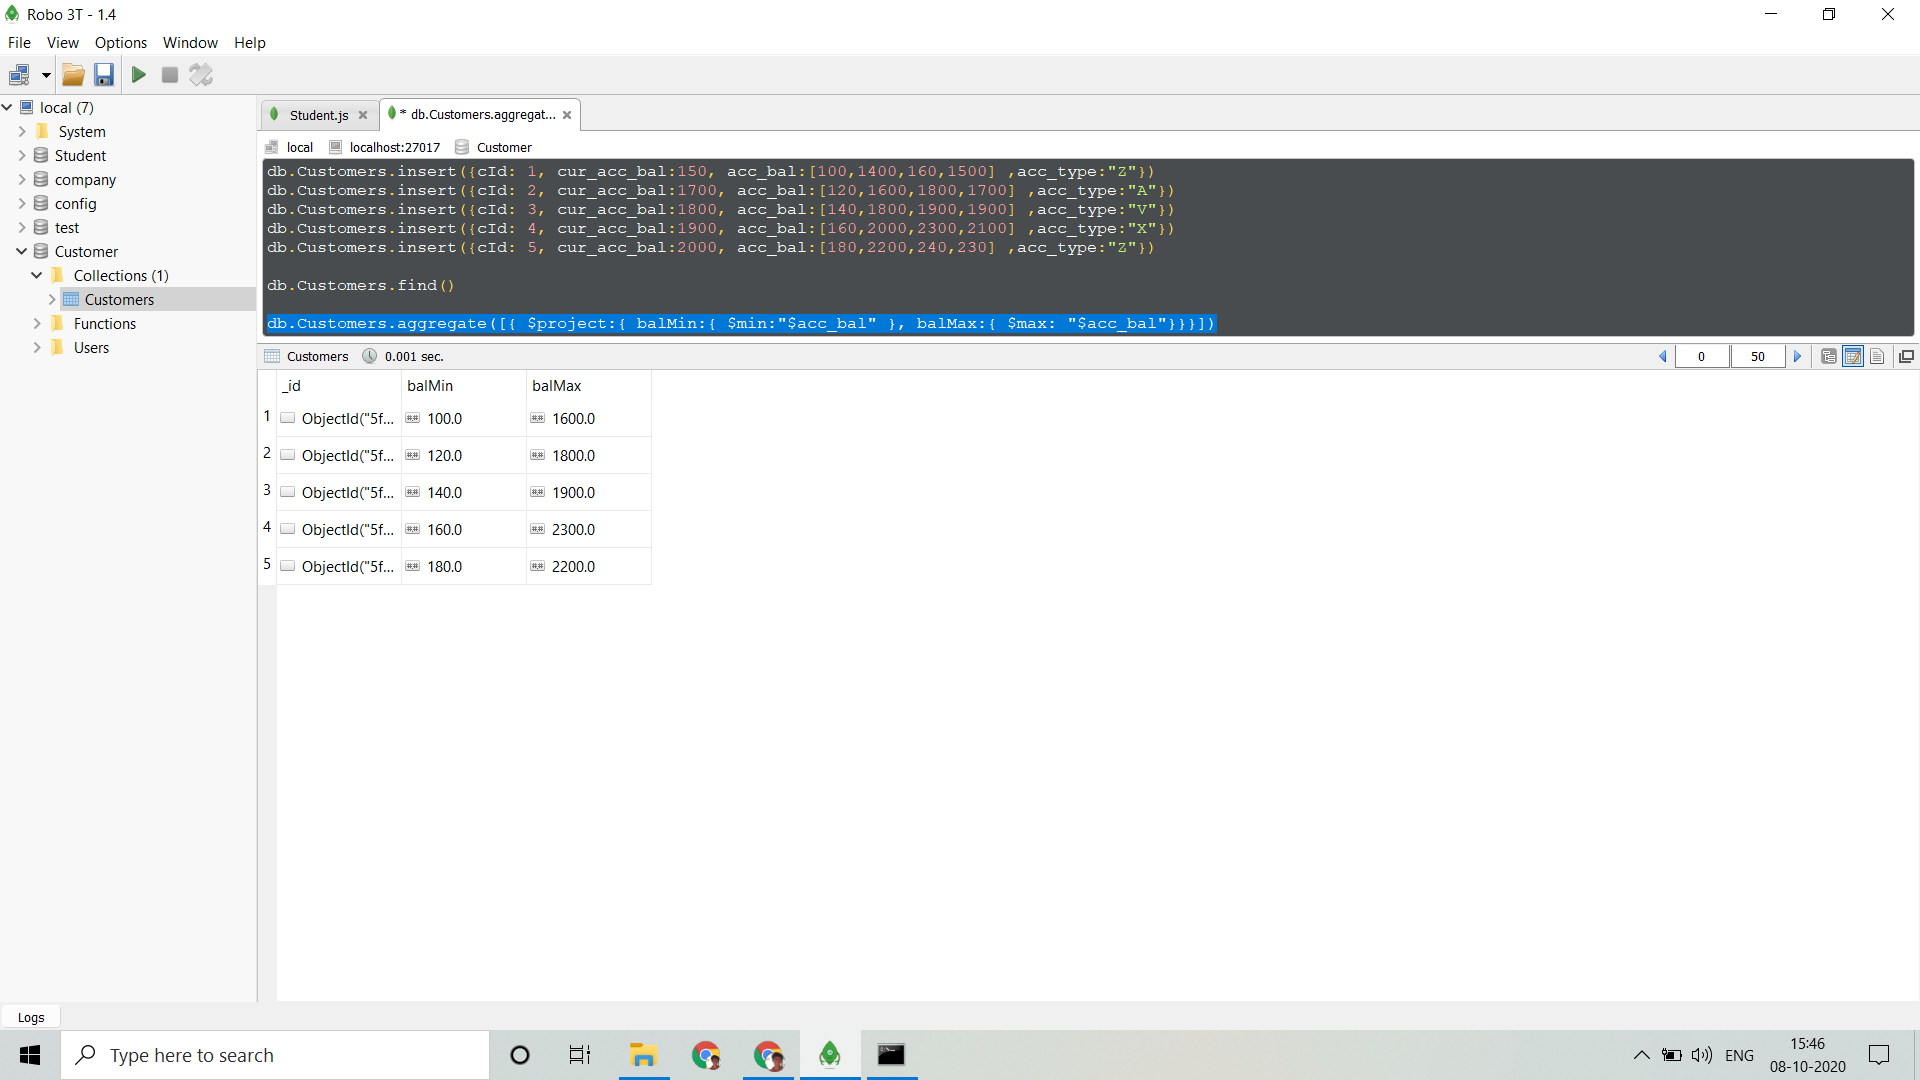 Robo 3T - 1.4
File View Options Window Help
local (7)
System
Student
company
config
test
Customer
Collections (1)
Customers
Functions
Users
Student.js
* db.Customers.aggregat...
local localhost:27017 Customer
db.Customers.insert({cId: 1, cur_acc_bal:150, acc_bal:[100,1400,160,1500] ,acc_type:"Z"})
db.Customers.insert({cId: 2, cur_acc_bal:1700, acc_bal:[120,1600,1800,1700] ,acc_type:"A"})
db.Customers.insert({cId: 3, cur_acc_bal:1800, acc_bal:[140,1800,1900,1900] ,acc_type:"V"})
db.Customers.insert({cId: 4, cur_acc_bal:1900, acc_bal:[160,2000,2300,2100] ,acc_type:"X"})
db.Customers.insert({cId: 5, cur_acc_bal:2000, acc_bal:[180,2200,240,230] ,acc_type:"Z"})
db.Customers.find()
db.Customers.aggregate([{ $project:{ balMin:{ $min:"$acc_bal" }, balMax:{ $max: "$acc_bal"}}}])
Customers 0.001 sec. 0 50
_id balMin balMax
1 ObjectId("5f... 100.0 1600.0
2 ObjectId("5f... 120.0 1800.0
3 ObjectId("5f... 140.0 1900.0
4 ObjectId("5f... 160.0 2300.0
5 ObjectId("5f... 180.0 2200.0
Logs
Type here to search
ENG
15:46
08-10-2020